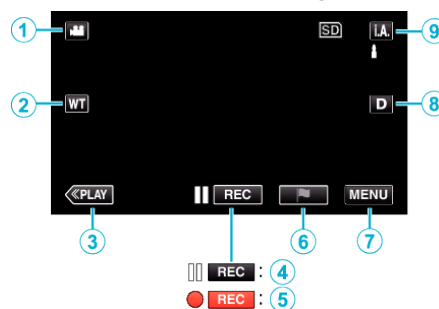 1 SD I.A. 9
2 WT D 8
«PLAY REC MENU
3 6 7
REC : 4
REC : 5